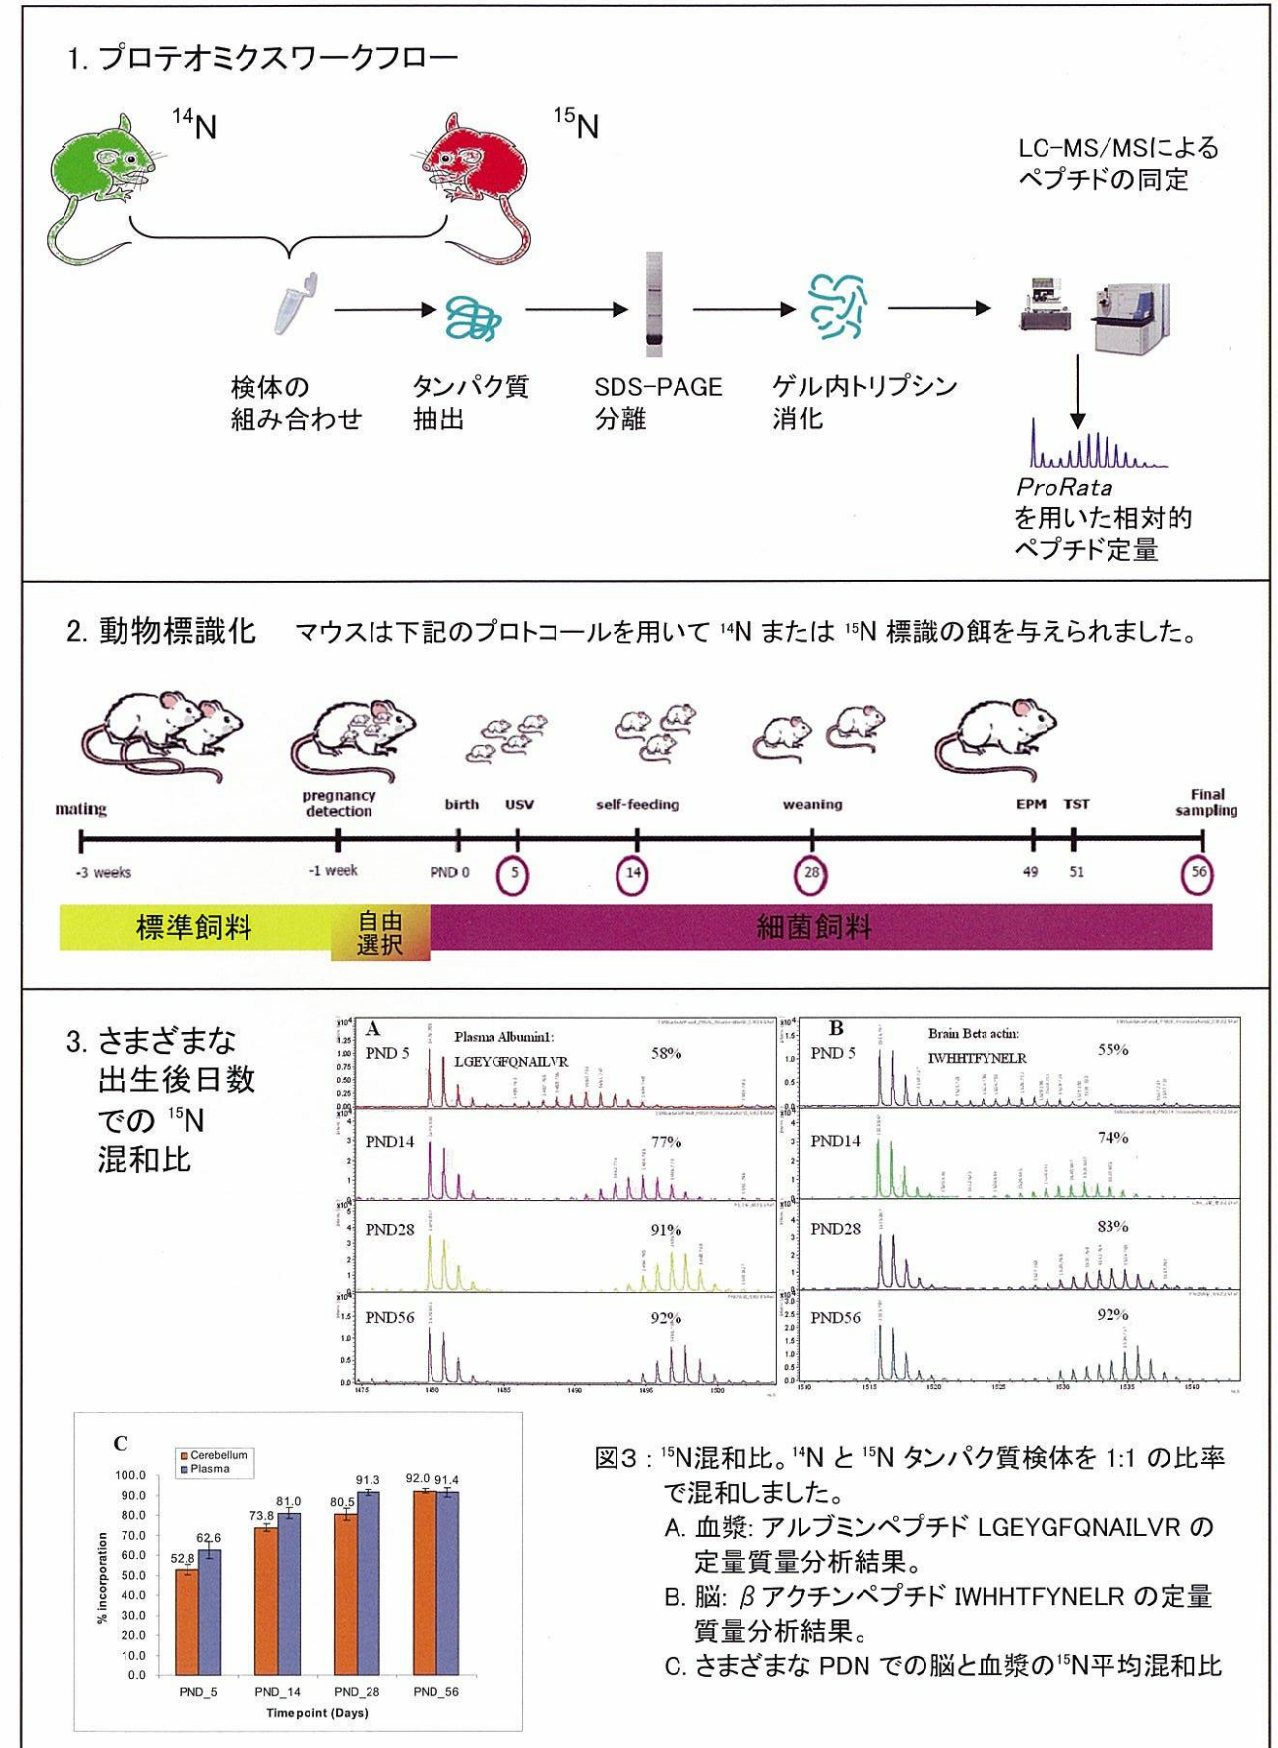 1. プロテオミクスワークフロー
¹⁴N
¹⁵N
LC-MS/MSによる
ペプチドの同定
検体の
組み合わせ
タンパク質
抽出
SDS-PAGE
分離
ゲル内トリプシン
消化
ProRata
を用いた相対的
ペプチド定量
2. 動物標識化 マウスは下記のプロトコールを用いて ¹⁴N または ¹⁵N 標識の餌を与えられました。
mating
pregnancy
detection
birth
USV
self-feeding
weaning
EPM
TST
Final
sampling
-3 weeks
-1 week
PND 0
5
14
28
49
51
56
標準飼料
自由
選択
細菌飼料
3. さまざまな
出生後日数
での ¹⁵N
混和比
A
Plasma Albumin1:
LGEYGFQNAILVR
PND 5
58%
PND14
77%
PND28
91%
PND56
92%
1475 1480 1485 1490 1495 1500
B
Brain Beta actin:
IWHHTFYNELR
PND 5
55%
PND14
74%
PND28
83%
PND56
92%
1510 1515 1520 1525 1530 1535 1540
C
Cerebellum
Plasma
% incorporation
100.0
90.0
80.0
70.0
60.0
50.0
40.0
30.0
20.0
10.0
0.0
52.8
62.6
73.8
81.0
80.5
91.3
92.0
91.4
PND_5
PND_14
PND_28
PND_56
Timepoint (Days)
図3 : ¹⁵N混和比。¹⁴N と ¹⁵N タンパク質検体を 1:1 の比率
で混和しました。
A. 血漿: アルブミンペプチド LGEYGFQNAILVR の
定量質量分析結果。
B. 脳: β アクチンペプチド IWHHTFYNELR の定量
質量分析結果。
C. さまざまな PDN での脳と血漿の¹⁵N平均混和比